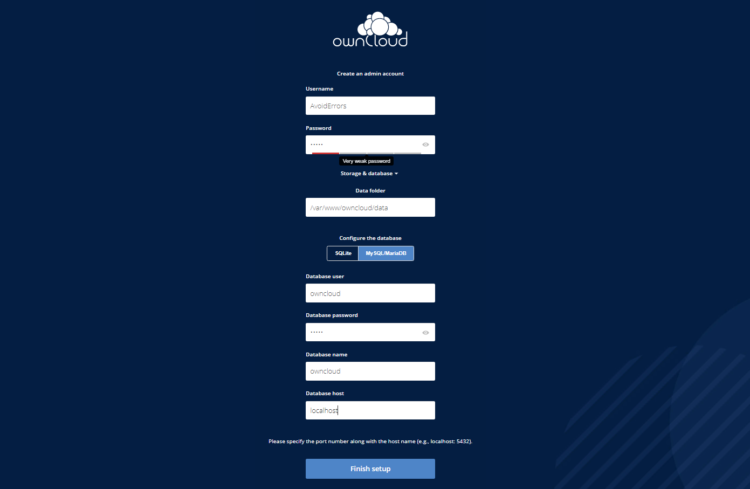 ownCloud
Create an admin account
Username
AvoidErrors
Password
•••••
Very weak password
Storage & database
Data folder
/var/www/owncloud/data
Configure the database
SQLite MySQL/MariaDB
Database user
owncloud
Database password
•••••
Database name
owncloud
Database host
localhost
Please specify the port number along with the host name (e.g., localhost: 5432).
Finish setup